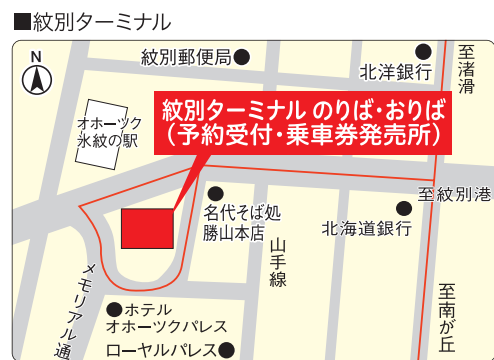 ■紋別ターミナル
N
紋別郵便局
北洋銀行
至渚滑
オホーツク
氷紋の駅
紋別ターミナル のりば・おりば
（予約受付・乗車券発売所）
至紋別港
名代そば処
勝山本店
北海道銀行
山手線
メモリアル通
至南が丘
ホテル
オホーツクパレス
ローヤルパレス